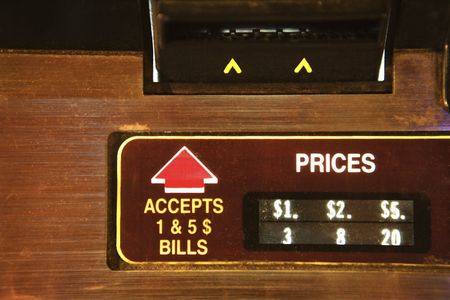 PRICES
ACCEPTS
1 & 5 $
BILLS
$1. $2. $5.
3 8 20